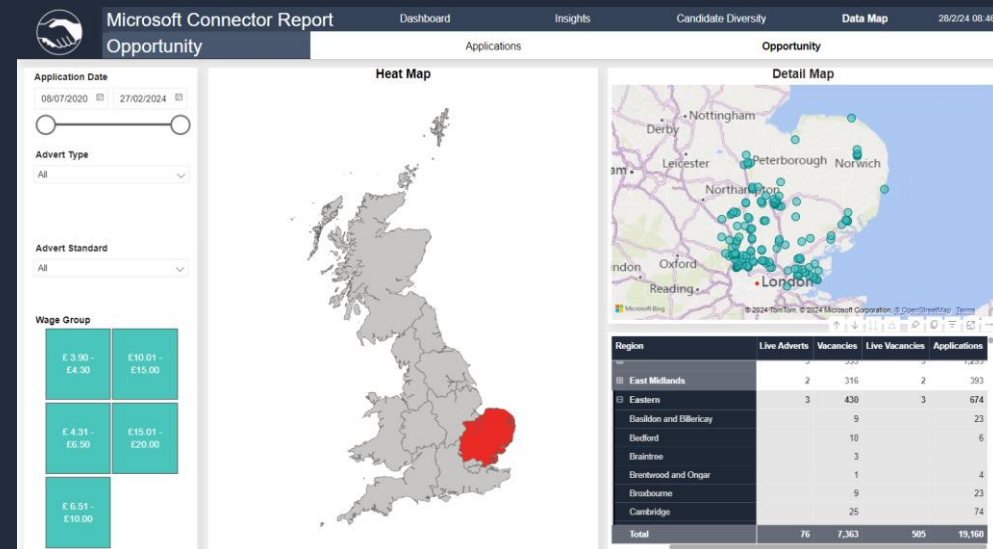 Microsoft Connector Report
Dashboard
Insights
Candidate Diversity
Data Map
28/2/24 08:46
Opportunity
Applications
Opportunity
Application Date
08/07/2020
27/02/2024
Advert Type
All
Advert Standard
All
Wage Group
£ 3.90 -
£4.30
£10.01 -
£15.00
£ 4.31 -
£6.50
£15.01 -
£20.00
£ 6.51 -
£10.00
Heat Map
Detail Map
Nottingham
Derby
Leicester
Peterborough
Norwich
Northampton
Oxford
London
Reading
Microsoft Bing
© 2024 TomTom, © 2024 Microsoft Corporation, © OpenStreetMap Terms
Region Live Adverts Vacancies Live Vacancies Applications
East Midlands 2 316 2 393
Eastern 3 430 3 674
Basildon and Billericay 9 23
Bedford 10 6
Braintree 3
Brentwood and Ongar 1 4
Broxbourne 9 23
Cambridge 25 74
Total 76 7,363 505 19,160